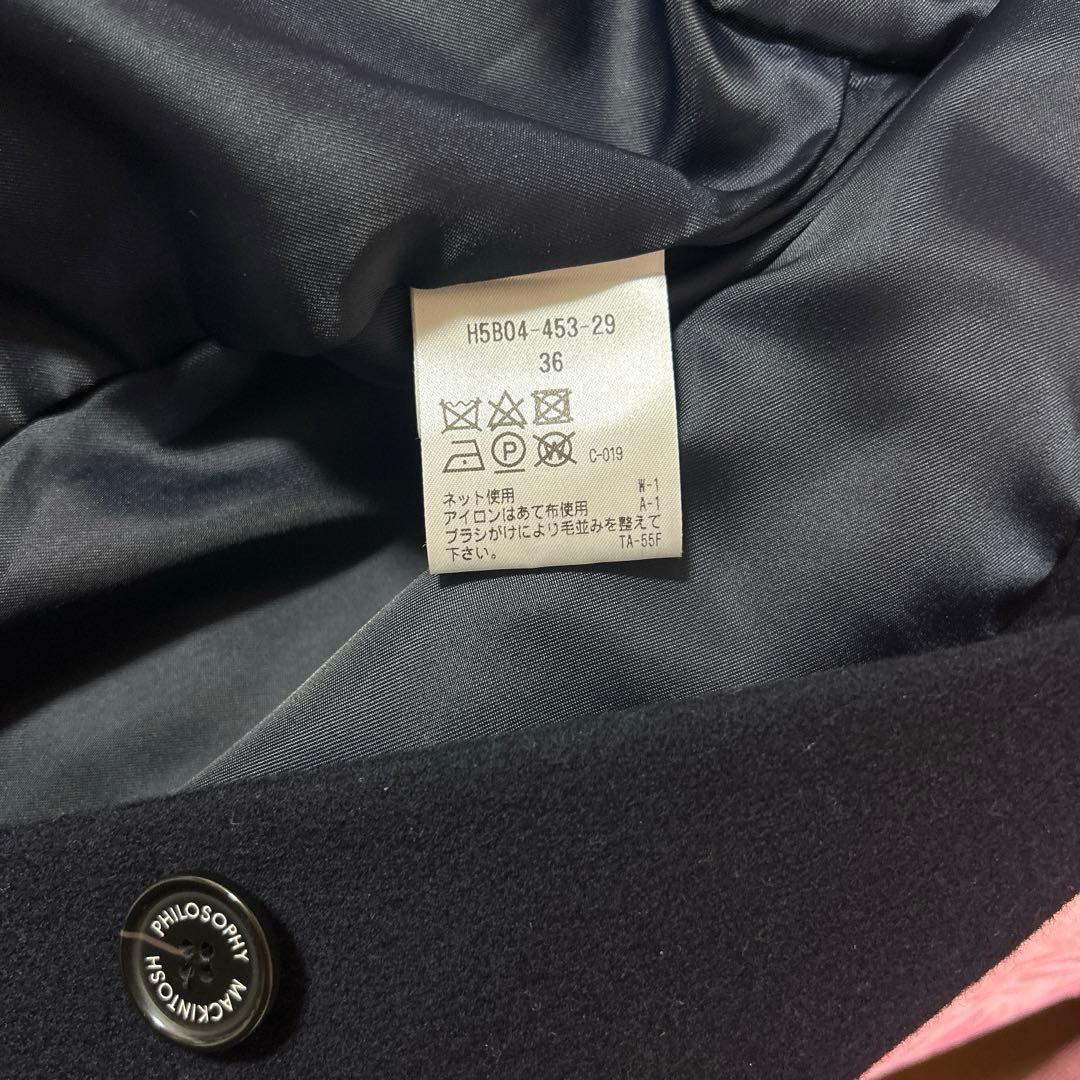 H5B04-453-29
36
P W C-019
ネット使用 W-1
アイロンはあて布使用 A-1
ブラシがけにより毛並みを整えて
下さい。 TA-55F
PHILOSOPHY
MACKINTOSH